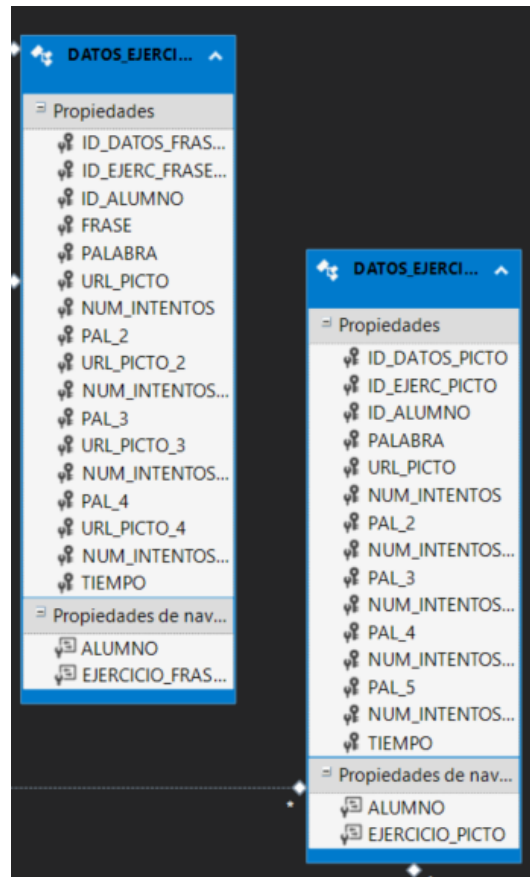 DATOS_EJERCI...
Propiedades
ID_DATOS_FRAS...
ID_EJERC_FRASE...
ID_ALUMNO
FRASE
PALABRA
URL_PICTO
NUM_INTENTOS
PAL_2
URL_PICTO_2
NUM_INTENTOS...
PAL_3
URL_PICTO_3
NUM_INTENTOS...
PAL_4
URL_PICTO_4
NUM_INTENTOS...
TIEMPO
Propiedades de nav...
ALUMNO
EJERCICIO_FRAS...
DATOS_EJERCI...
Propiedades
ID_DATOS_PICTO
ID_EJERC_PICTO
ID_ALUMNO
PALABRA
URL_PICTO
NUM_INTENTOS
PAL_2
NUM_INTENTOS...
PAL_3
NUM_INTENTOS...
PAL_4
NUM_INTENTOS...
PAL_5
NUM_INTENTOS...
TIEMPO
Propiedades de nav...
ALUMNO
EJERCICIO_PICTO
*